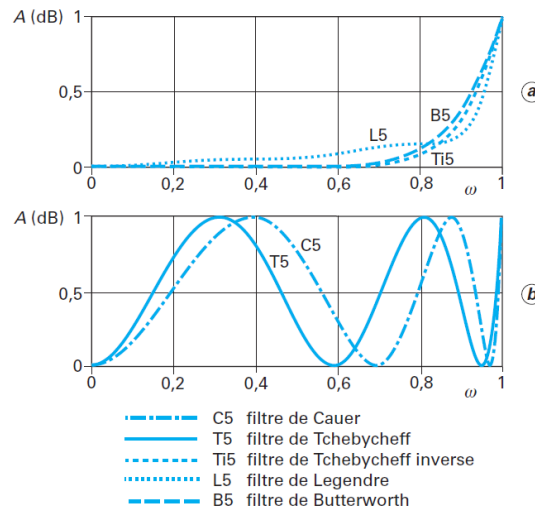 A (dB) 1
0,5
0
L5
B5
Ti5
a
0 0,2 0,4 0,6 0,8 1
ω
A (dB) 1
0,5
0
T5
C5
b
0 0,2 0,4 0,6 0,8 1
ω
C5 filtre de Cauer
T5 filtre de Tchebycheff
Ti5 filtre de Tchebycheff inverse
L5 filtre de Legendre
B5 filtre de Butterworth